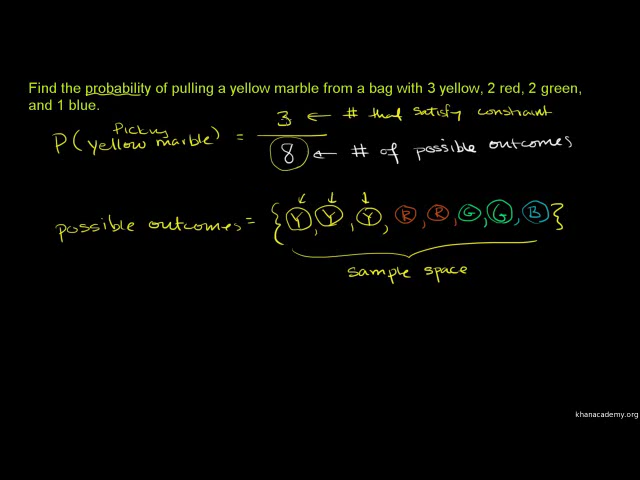 Find the probability of pulling a yellow marble from a bag with 3 yellow, 2 red, 2 green,
and 1 blue.
P(picking yellow marble) = 3 ← # that satisfy constraint
8 ← # of possible outcomes
possible outcomes = { Y, Y, Y, R, R, G, G, B }
sample space
khanacademy.org